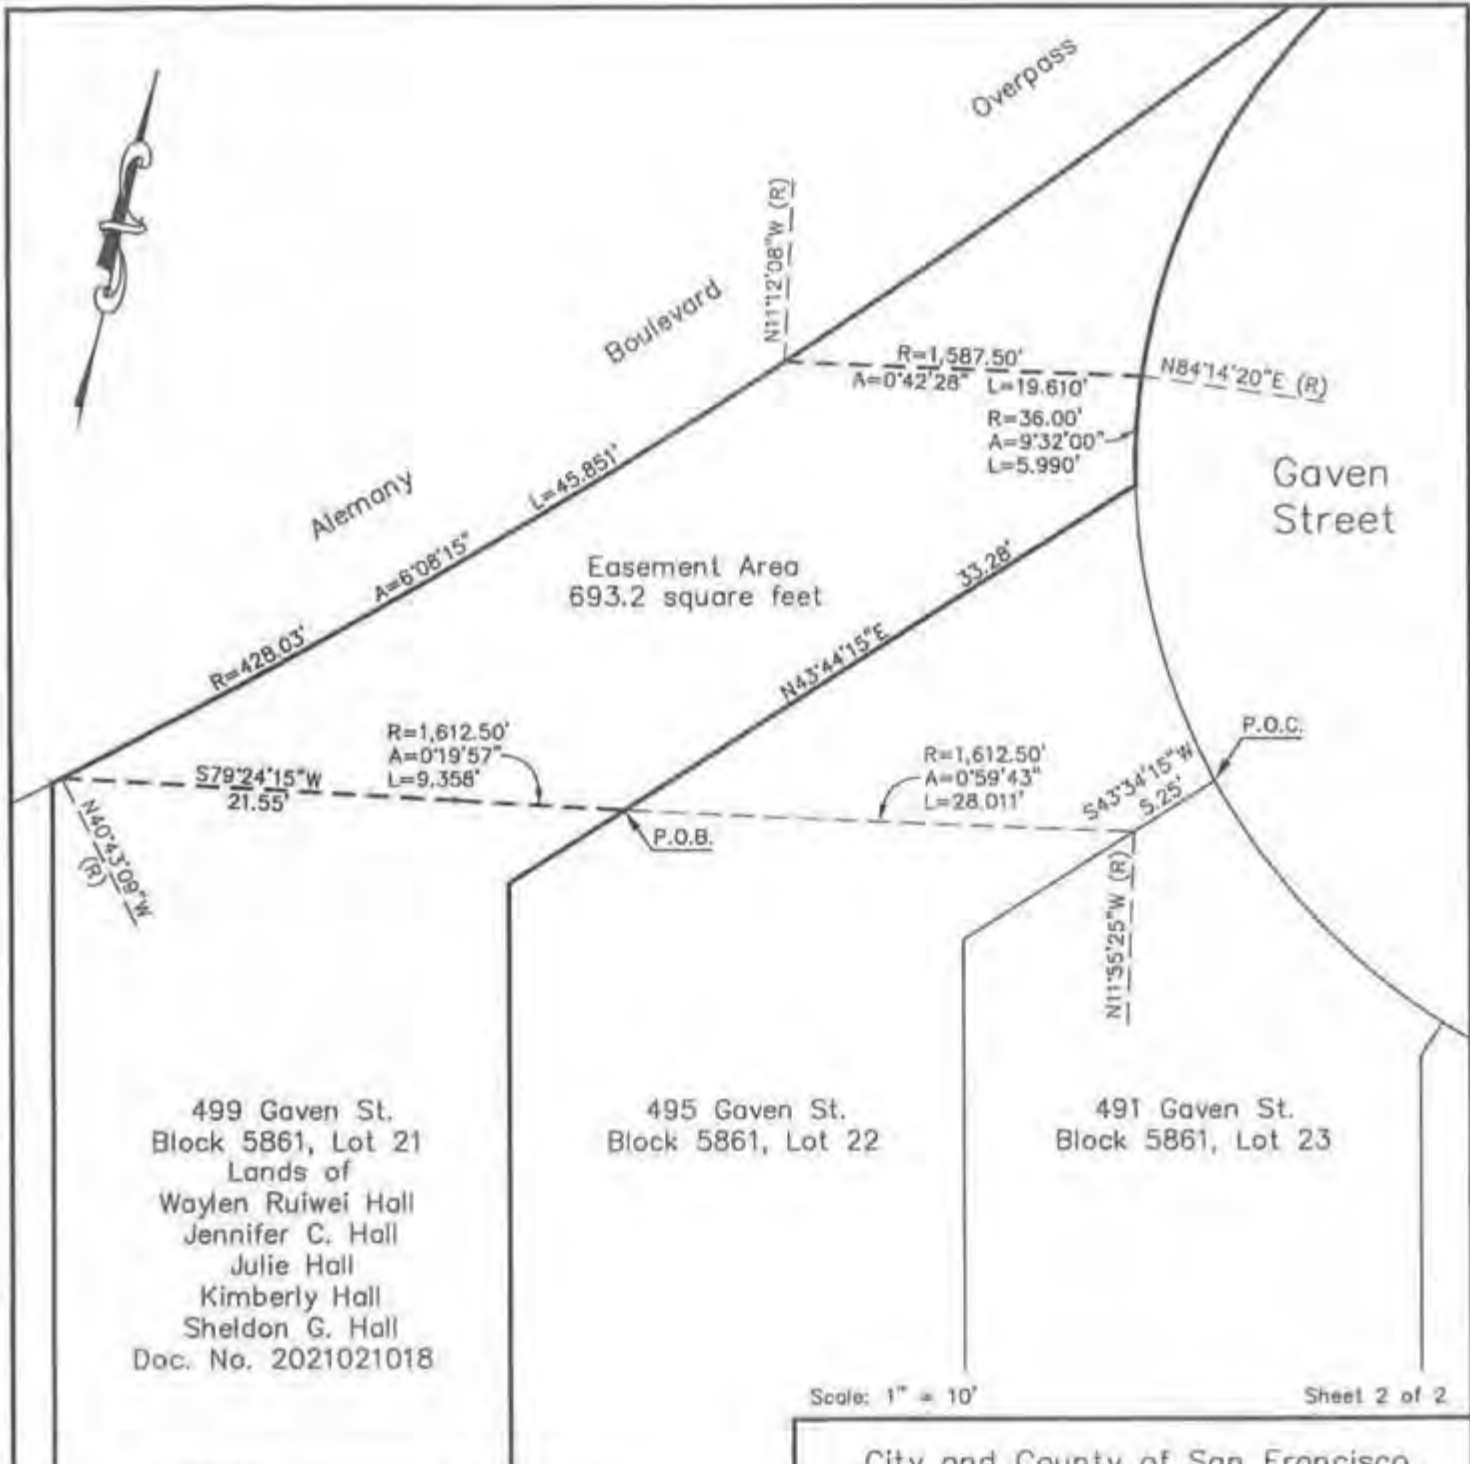 Overpass
Boulevard
Alemany
N11°12'08"W (R)
R=1,587.50'
A=0°42'28" L=19.610'
N84°14'20"E (R)
R=36.00'
A=9°32'00"
L=5.990'
Gaven
Street
L=45.851'
A=6°08'15"
R=428.03'
Easement Area
693.2 square feet
33.28'
N43°44'15"E
P.O.C.
S43°34'15"W
5.25'
R=1,612.50'
A=0°19'57"
L=9.358'
S79°24'15"W
21.55'
R=1,612.50'
A=0°59'43"
L=28.011'
P.O.B.
N40°43'09"W
(R)
N11°55'25"W (R)
499 Gaven St.
Block 5861, Lot 21
Lands of
Waylen Ruiwei Hall
Jennifer C. Hall
Julie Hall
Kimberly Hall
Sheldon G. Hall
Doc. No. 2021021018
495 Gaven St.
Block 5861, Lot 22
491 Gaven St.
Block 5861, Lot 23
Scale: 1" = 10'
Sheet 2 of 2
City and County of San Francisco